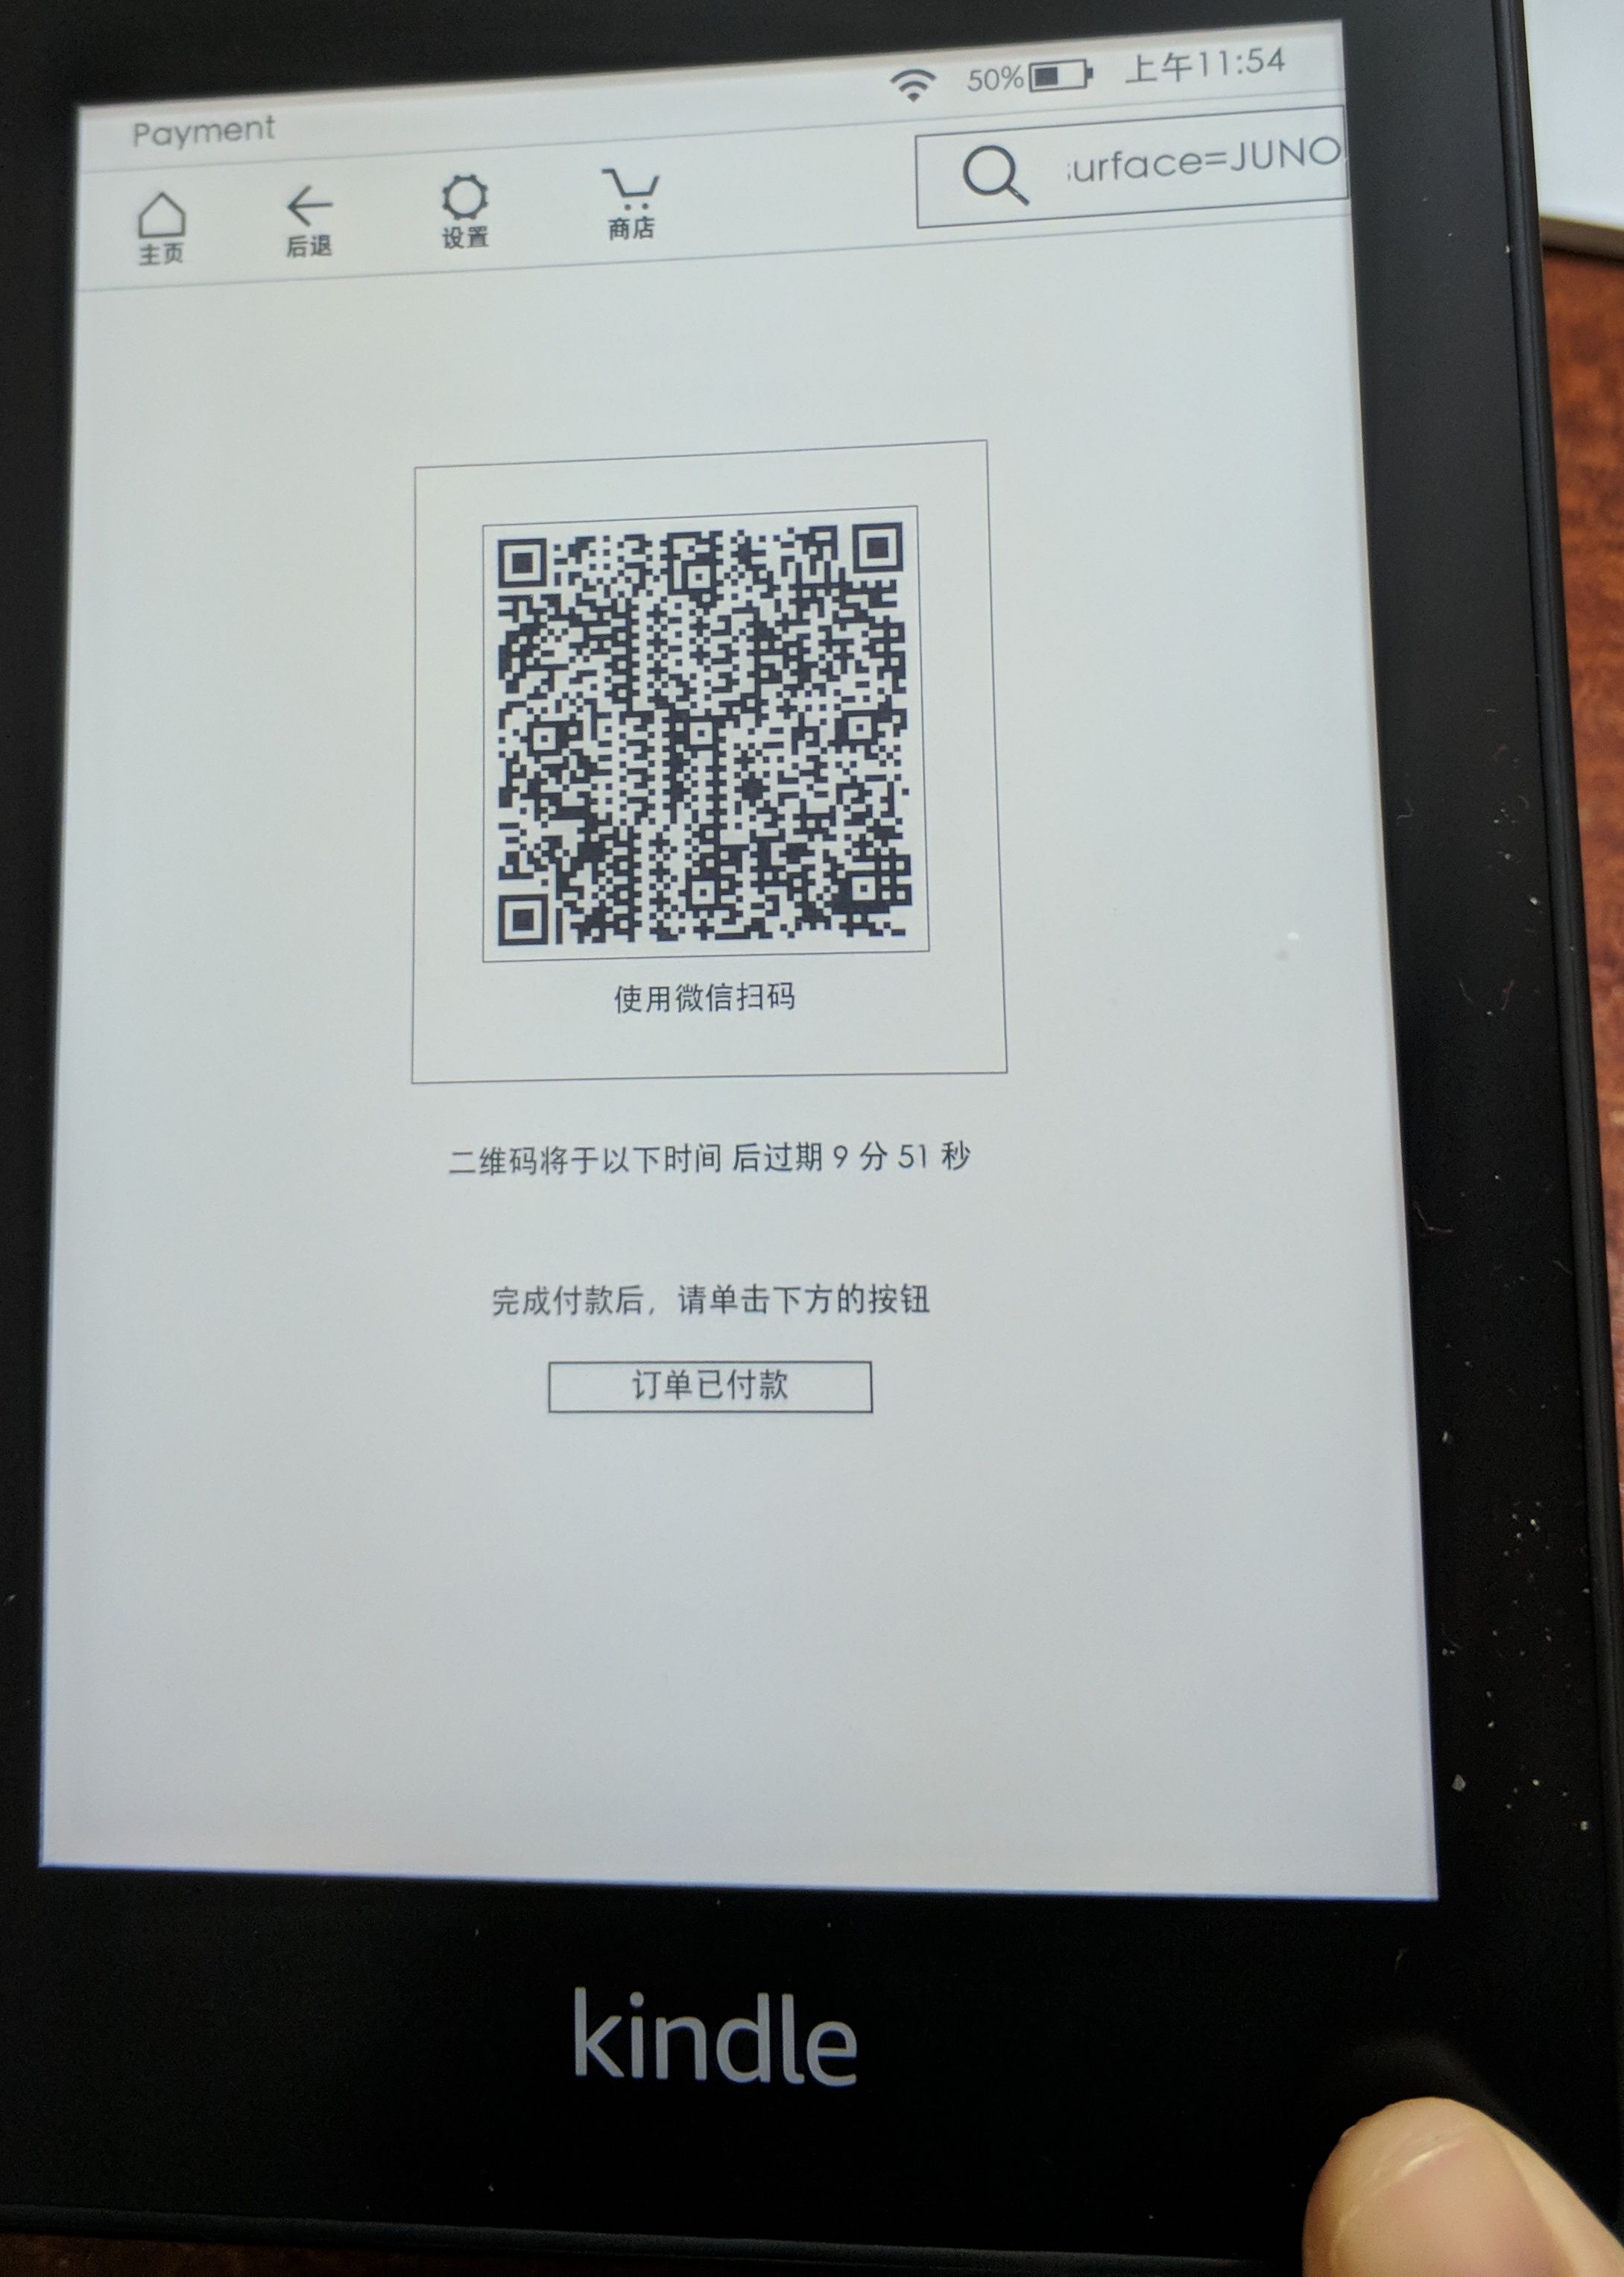 50% 上午11:54
Payment
主页 后退 设置 商店 urface=JUNO
使用微信扫码
二维码将于以下时间 后过期 9 分 51 秒
完成付款后，请单击下方的按钮
订单已付款
kindle